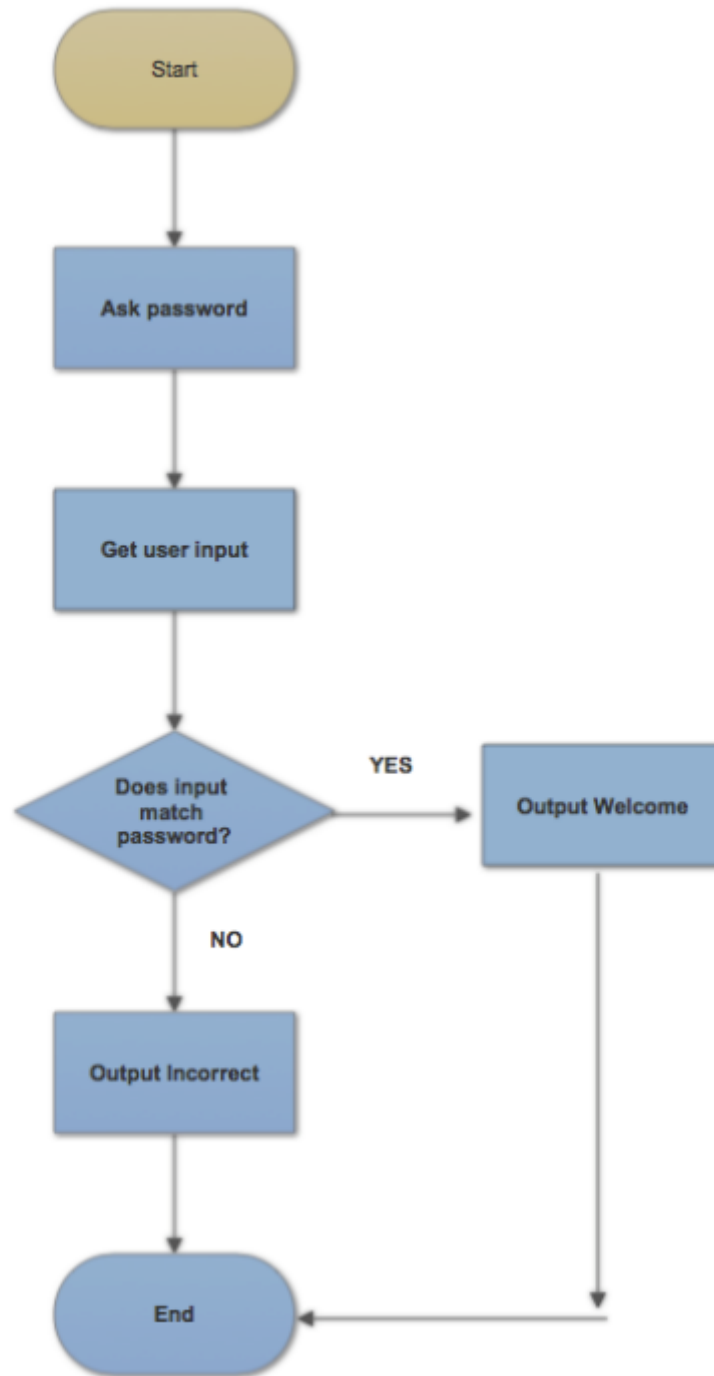 Start
Ask password
Get user input
Does input
match
password?
YES
Output Welcome
NO
Output Incorrect
End